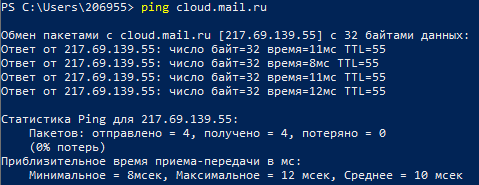 PS C:\Users\206955> ping cloud.mail.ru
Обмен пакетами с cloud.mail.ru [217.69.139.55] с 32 байтами данных:
Ответ от 217.69.139.55: число байт=32 время=11мс TTL=55
Ответ от 217.69.139.55: число байт=32 время=8мс TTL=55
Ответ от 217.69.139.55: число байт=32 время=11мс TTL=55
Ответ от 217.69.139.55: число байт=32 время=12мс TTL=55
Статистика Ping для 217.69.139.55:
Пакетов: отправлено = 4, получено = 4, потеряно = 0
(0% потерь)
Приблизительное время приема-передачи в мс:
Минимальное = 8мсек, Максимальное = 12 мсек, Среднее = 10 мсек